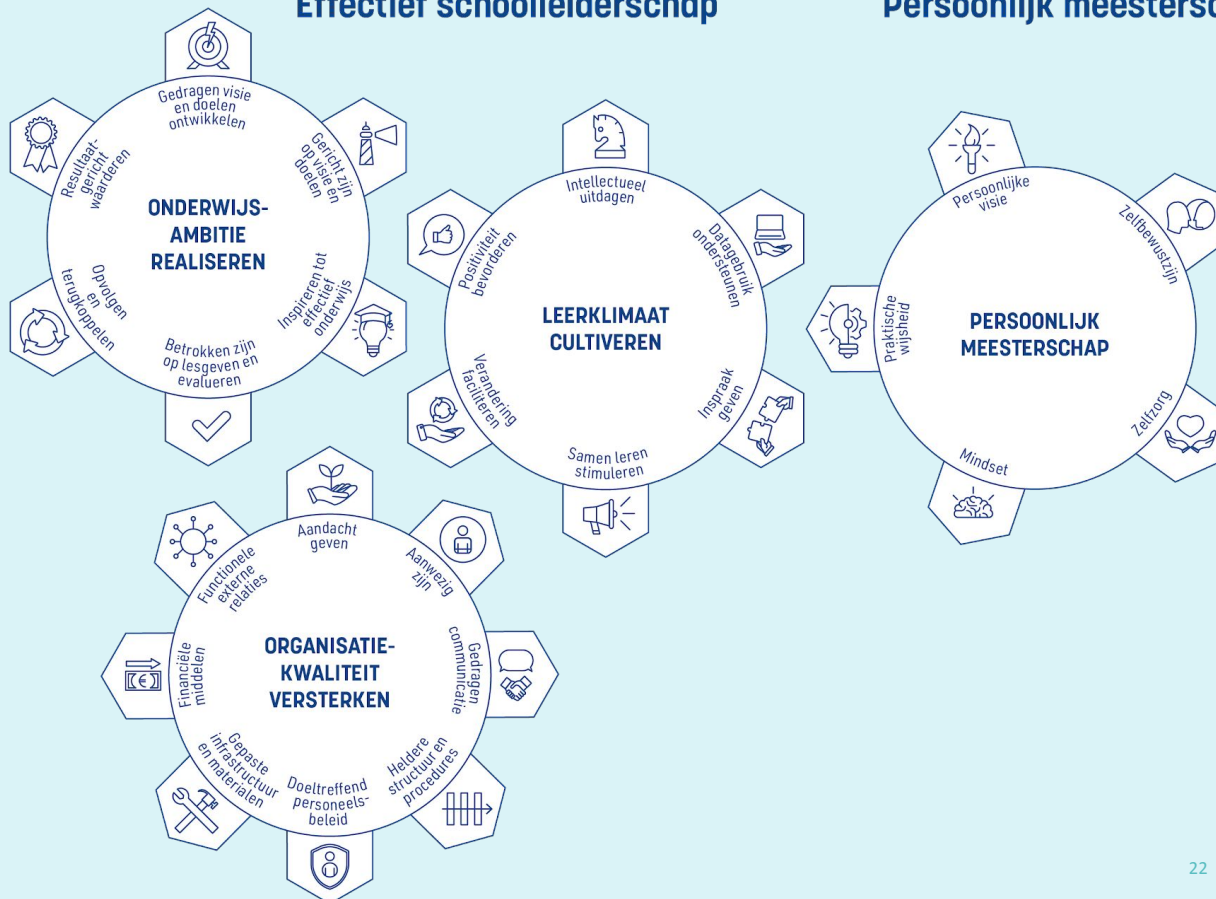 Effectief schoolleiderschap
Persoonlijk meestersc
Gedragen visie
en doelen
ontwikkelen
Gericht zijn
op visie en
doelen
Inspireren tot
effectief
onderwijs
Betrokken zijn
op lesgeven en
evalueren
Opvolgen
en
terugkoppelen
Resultaat-
gericht
waarderen
ONDERWIJS-
AMBITIE
REALISEREN
Intellectueel
uitdagen
Datagebruik
ondersteunen
Inspraak
geven
Samen leren
stimuleren
Verandering
faciliteren
Positiviteit
bevorderen
LEERKLIMAAT
CULTIVEREN
Persoonlijke
visie
Zelfbewustzijn
Zelfzorg
Mindset
Praktische
wijsheid
PERSOONLIJK
MEESTERSCHAP
Aandacht
geven
Aanwezig
zijn
Gedragen
communicatie
Heldere
structuur en
procedures
Doeltreffend
personeels-
beleid
Gepaste
infrastructuur
en materialen
Financiële
middelen
Functionele
externe
relaties
ORGANISATIE-
KWALITEIT
VERSTERKEN
22